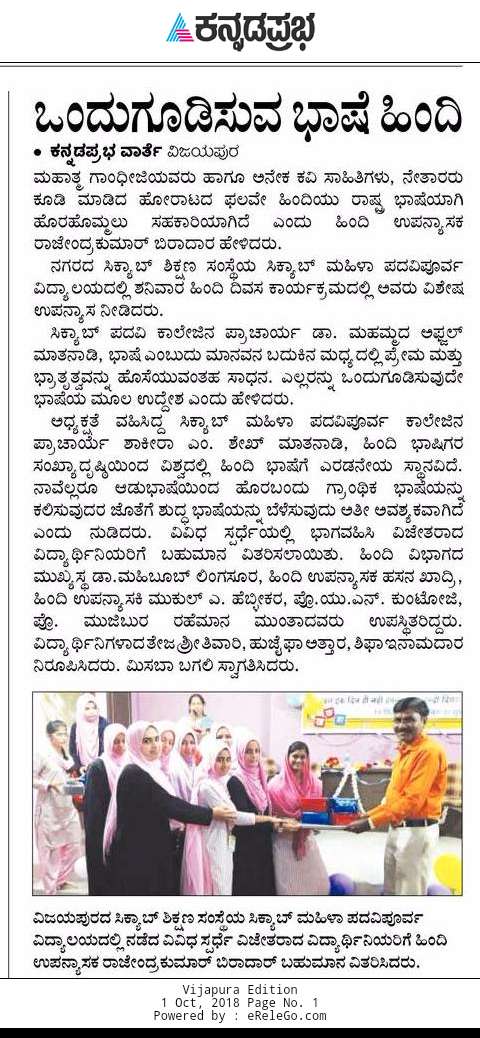 ಕನ್ನಡಪ್ರಭ
ಒಂದುಗೂಡಿಸುವ ಭಾಷೆ ಹಿಂದಿ
• ಕನ್ನಡಪ್ರಭ ವಾರ್ತೆ ವಿಜಯಪುರ
ಮಹಾತ್ಮ ಗಾಂಧೀಜಿಯವರು ಹಾಗೂ ಅನೇಕ ಕವಿ ಸಾಹಿತಿಗಳು, ನೇತಾರರು
ಕೂಡಿ ಮಾಡಿದ ಹೋರಾಟದ ಫಲವೇ ಹಿಂದಿಯು ರಾಷ್ಟ್ರ ಭಾಷೆಯಾಗಿ
ಹೊರಹೊಮ್ಮಲು ಸಹಕಾರಿಯಾಗಿದೆ ಎಂದು ಹಿಂದಿ ಉಪನ್ಯಾಸಕ
ರಾಜೇಂದ್ರಕುಮಾರ್ ಬಿರಾದಾರ ಹೇಳಿದರು.
ನಗರದ ಸಿಕ್ಯಾಬ್ ಶಿಕ್ಷಣ ಸಂಸ್ಥೆಯ ಸಿಕ್ಯಾಬ್ ಮಹಿಳಾ ಪದವಿಪೂರ್ವ
ವಿದ್ಯಾಲಯದಲ್ಲಿ ಶನಿವಾರ ಹಿಂದಿ ದಿವಸ ಕಾರ್ಯಕ್ರಮದಲ್ಲಿ ಅವರು ವಿಶೇಷ
ಉಪನ್ಯಾಸ ನೀಡಿದರು.
ಸಿಕ್ಯಾಬ್ ಪದವಿ ಕಾಲೇಜಿನ ಪ್ರಾಚಾರ್ಯ ಡಾ. ಮಹಮ್ಮದ ಅಫ್ಜಲ್
ಮಾತನಾಡಿ, ಭಾಷೆ ಎಂಬುದು ಮಾನವನ ಬದುಕಿನ ಮಧ್ಯದಲ್ಲಿ ಪ್ರೇಮ ಮತ್ತು
ಭ್ರಾತೃತ್ವವನ್ನು ಹೊಸೆಯುವಂತಹ ಸಾಧನ. ಎಲ್ಲರನ್ನು ಒಂದುಗೂಡಿಸುವುದೇ
ಭಾಷೆಯ ಮೂಲ ಉದ್ದೇಶ ಎಂದು ಹೇಳಿದರು.
ಅಧ್ಯಕ್ಷತೆ ವಹಿಸಿದ್ದ ಸಿಕ್ಯಾಬ್ ಮಹಿಳಾ ಪದವಿಪೂರ್ವ ಕಾಲೇಜಿನ
ಪ್ರಾಚಾರ್ಯೆ ಶಾಕೀರಾ ಎಂ. ಶೇಖ್ ಮಾತನಾಡಿ, ಹಿಂದಿ ಭಾಷಿಗರ
ಸಂಖ್ಯಾದೃಷ್ಠಿಯಿಂದ ವಿಶ್ವದಲ್ಲಿ ಹಿಂದಿ ಭಾಷೆಗೆ ಎರಡನೇಯ ಸ್ಥಾನವಿದೆ.
ನಾವೆಲ್ಲರೂ ಆಡುಭಾಷೆಯಿಂದ ಹೊರಬಂದು ಗ್ರಾಂಥಿಕ ಭಾಷೆಯನ್ನು
ಕಲಿಸುವುದರ ಜೊತೆಗೆ ಶುದ್ಧ ಭಾಷೆಯನ್ನು ಬೆಳೆಸುವುದು ಅತೀ ಅವಶ್ಯಕವಾಗಿದೆ
ಎಂದು ನುಡಿದರು. ವಿವಿಧ ಸ್ಪರ್ಧೆಯಲ್ಲಿ ಭಾಗವಹಿಸಿ ವಿಜೇತರಾದ
ವಿದ್ಯಾರ್ಥಿನಿಯರಿಗೆ ಬಹುಮಾನ ವಿತರಿಸಲಾಯಿತು. ಹಿಂದಿ ವಿಭಾಗದ
ಮುಖ್ಯಸ್ಥ ಡಾ.ಮಹಿಬೂಬ್ ಲಿಂಗಸೂರ, ಹಿಂದಿ ಉಪನ್ಯಾಸಕ ಹಸನ ಖಾದ್ರಿ,
ಹಿಂದಿ ಉಪನ್ಯಾಸಕಿ ಮುಕುಲ್ ಎ. ಹೆಬ್ಳೀಕರ, ಪ್ರೊ.ಯು.ಎನ್. ಕುಂಟೋಜಿ,
ಪ್ರೊ. ಮುಜಿಬುರ ರಹೆಮಾನ ಮುಂತಾದವರು ಉಪಸ್ಥಿತರಿದ್ದರು.
ವಿದ್ಯಾರ್ಥಿನಿಗಳಾದ ತೇಜಶ್ರೀ ತಿವಾರಿ, ಹುಜೈಫಾ ಅತ್ತಾರ, ಶಿಫಾ ಇನಾಮದಾರ
ನಿರೂಪಿಸಿದರು. ಮಿಸಬಾ ಬಗಲಿ ಸ್ವಾಗತಿಸಿದರು.
ವಿಜಯಪುರದ ಸಿಕ್ಯಾಬ್ ಶಿಕ್ಷಣ ಸಂಸ್ಥೆಯ ಸಿಕ್ಯಾಬ್ ಮಹಿಳಾ ಪದವಿಪೂರ್ವ
ವಿದ್ಯಾಲಯದಲ್ಲಿ ನಡೆದ ವಿವಿಧ ಸ್ಪರ್ಧೆ ವಿಜೇತರಾದ ವಿದ್ಯಾರ್ಥಿನಿಯರಿಗೆ ಹಿಂದಿ
ಉಪನ್ಯಾಸಕ ರಾಜೇಂದ್ರಕುಮಾರ್ ಬಿರಾದಾರ್ ಬಹುಮಾನ ವಿತರಿಸಿದರು.
Vijapura Edition
1 Oct, 2018 Page No. 1
Powered by : eReleGo.com